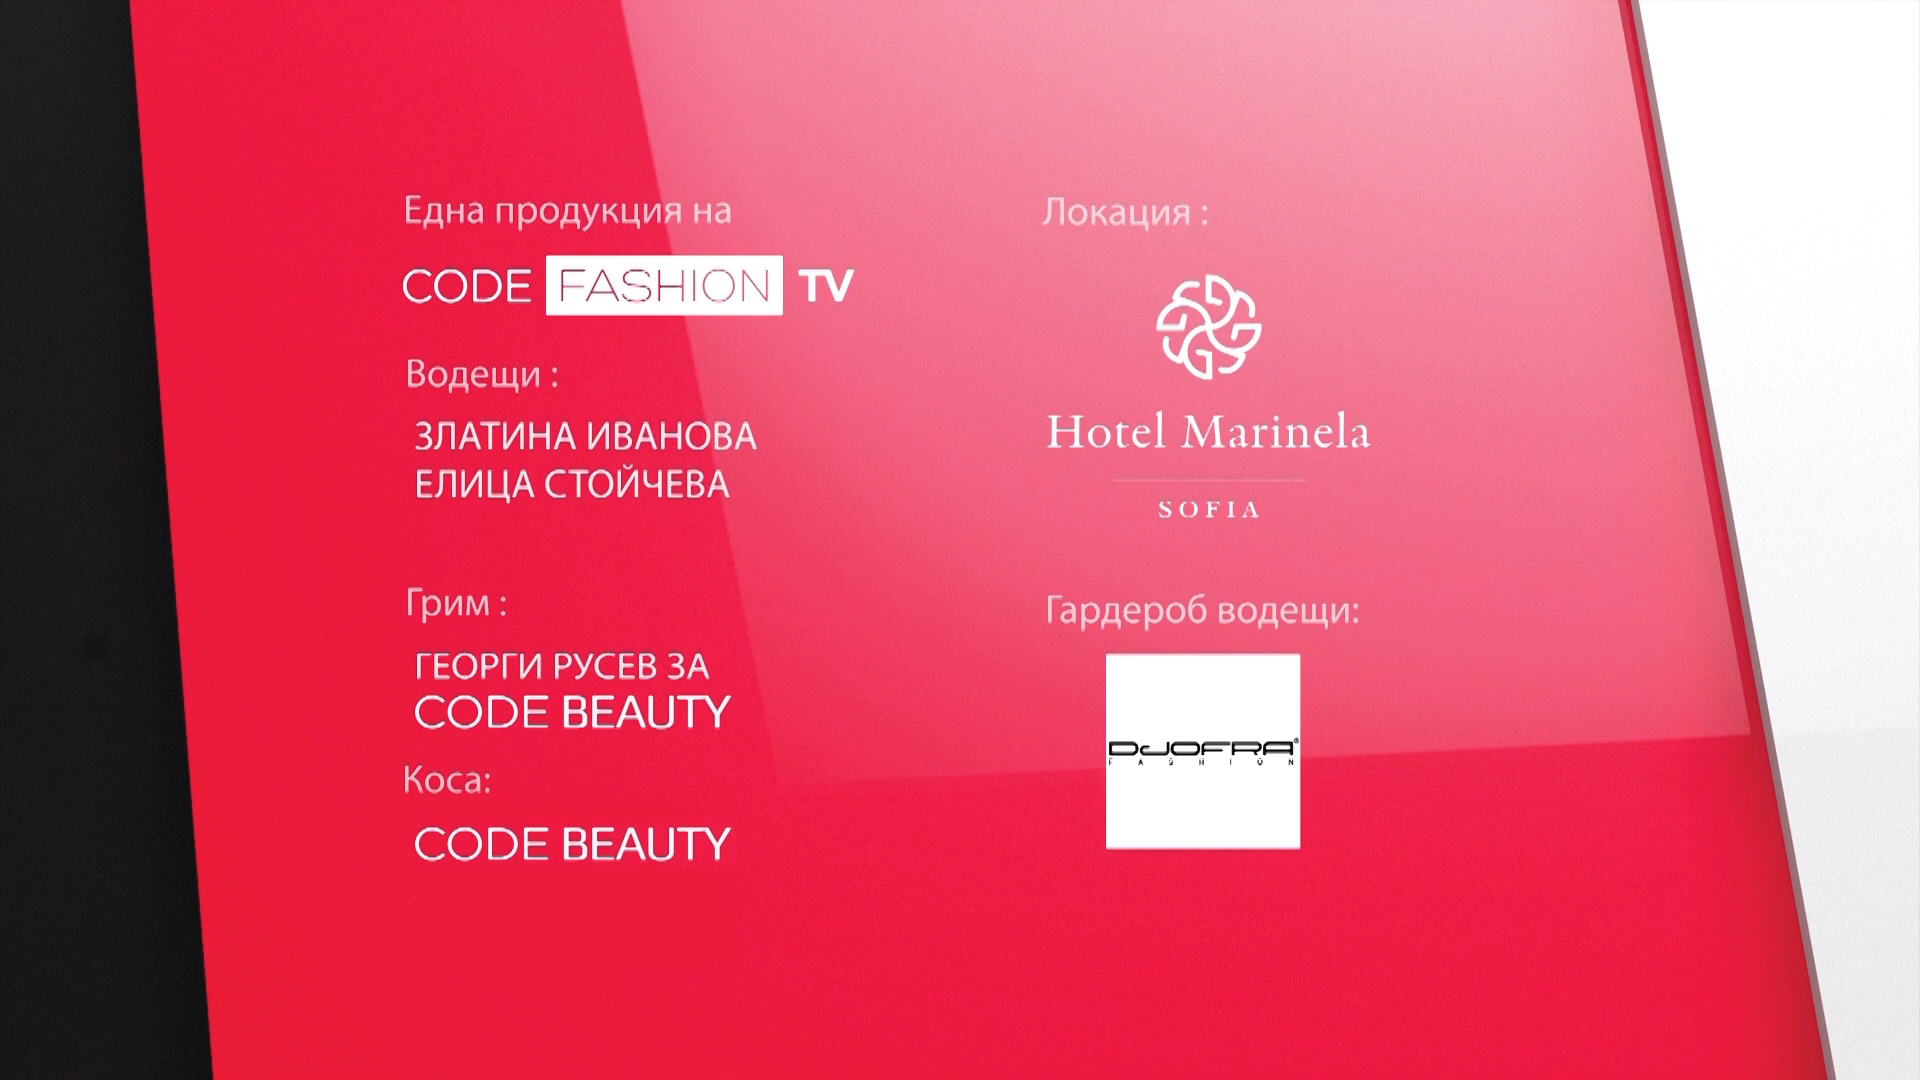 Една продукция на
CODE FASHION TV
Водещи :
ЗЛАТИНА ИВАНОВА
ЕЛИЦА СТОЙЧЕВА
Грим :
ГЕОРГИ РУСЕВ ЗА
CODE BEAUTY
Коса:
CODE BEAUTY
Локация :
Hotel Marinela
SOFIA
Гардероб водещи:
DJOFRA®
FASHION